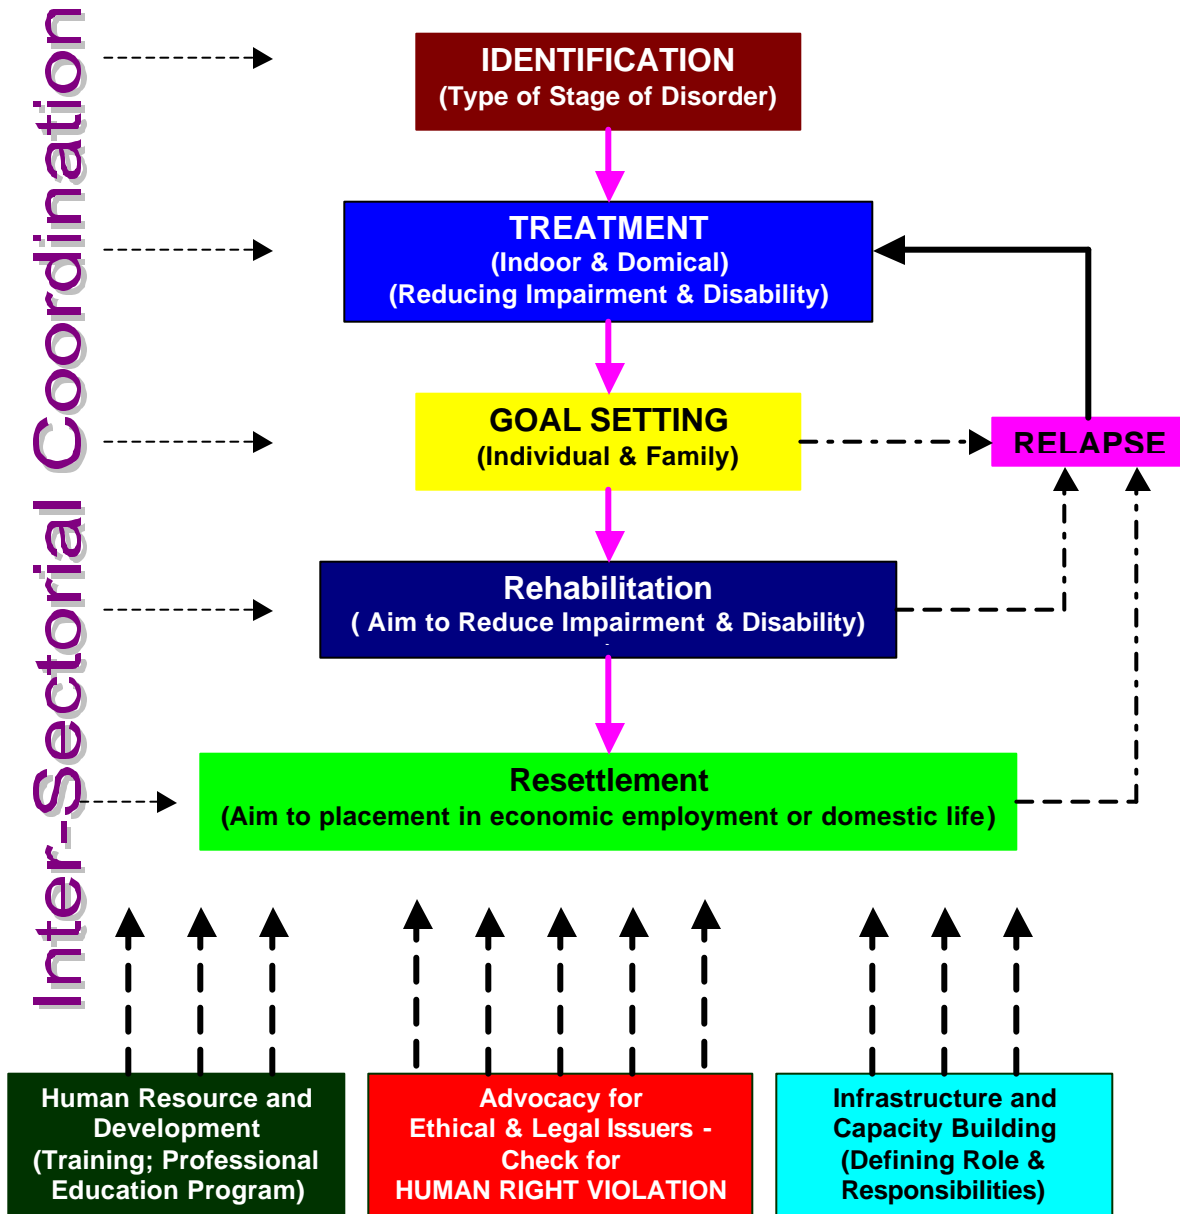 Inter-Sectorial Coordination
IDENTIFICATION
(Type of Stage of Disorder)
TREATMENT
(Indoor & Domical)
(Reducing Impairment & Disability)
GOAL SETTING
(Individual & Family)
RELAPSE
Rehabilitation
( Aim to Reduce Impairment & Disability)
Resettlement
(Aim to placement in economic employment or domestic life)
Human Resource and
Development
(Training; Professional
Education Program)
Advocacy for
Ethical & Legal Issuers -
Check for
HUMAN RIGHT VIOLATION
Infrastructure and
Capacity Building
(Defining Role &
Responsibilities)